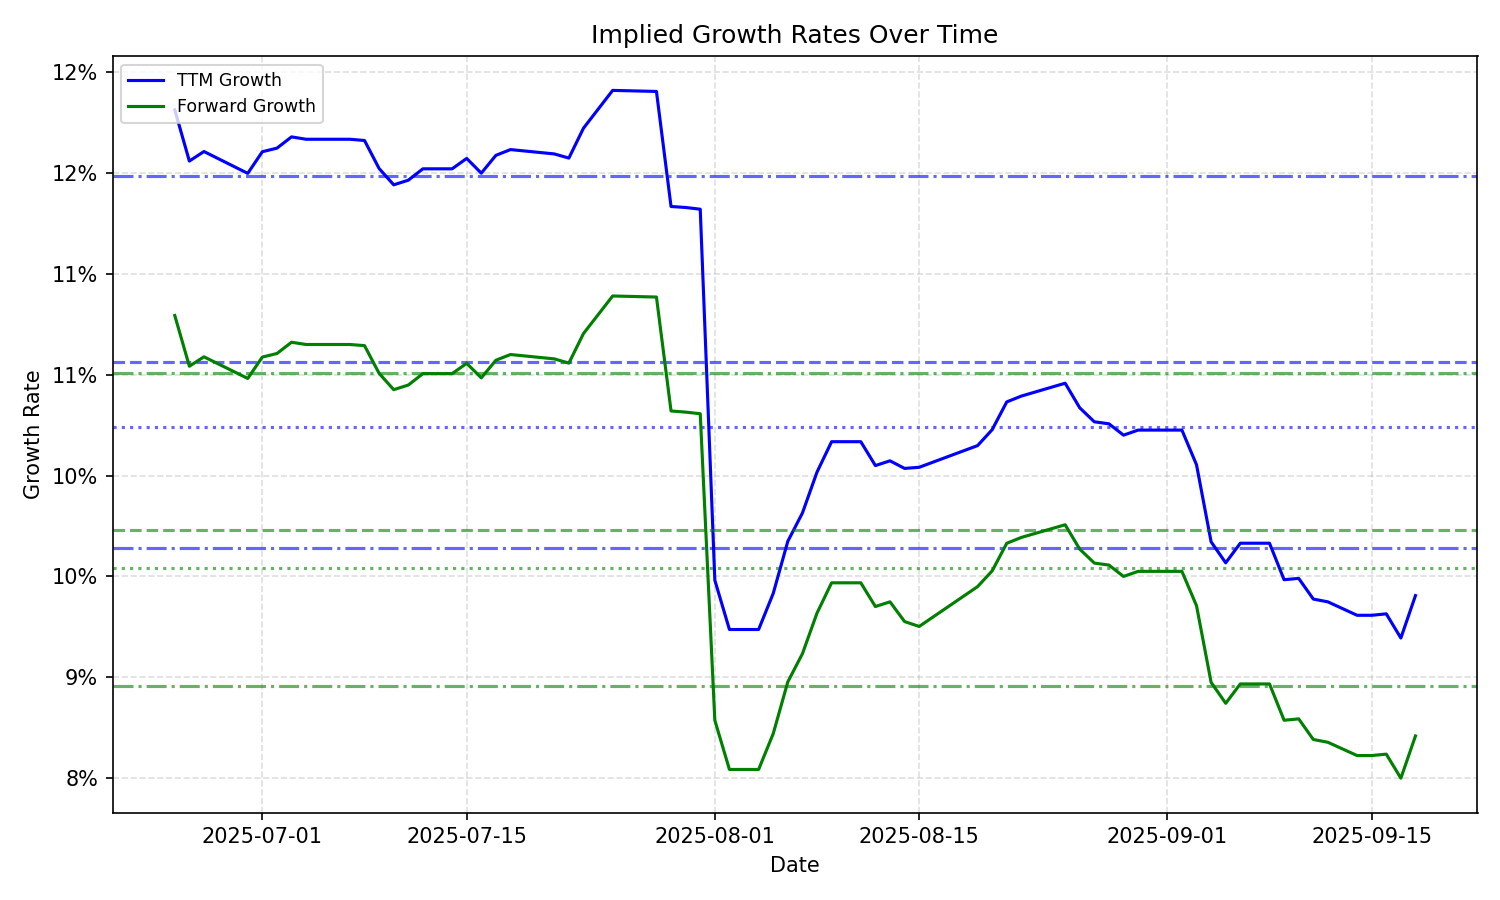 Implied Growth Rates Over Time
TTM Growth
Forward Growth
12%
12%
11%
11%
10%
10%
9%
8%
Growth Rate
2025-07-01
2025-07-15
2025-08-01
2025-08-15
2025-09-01
2025-09-15
Date